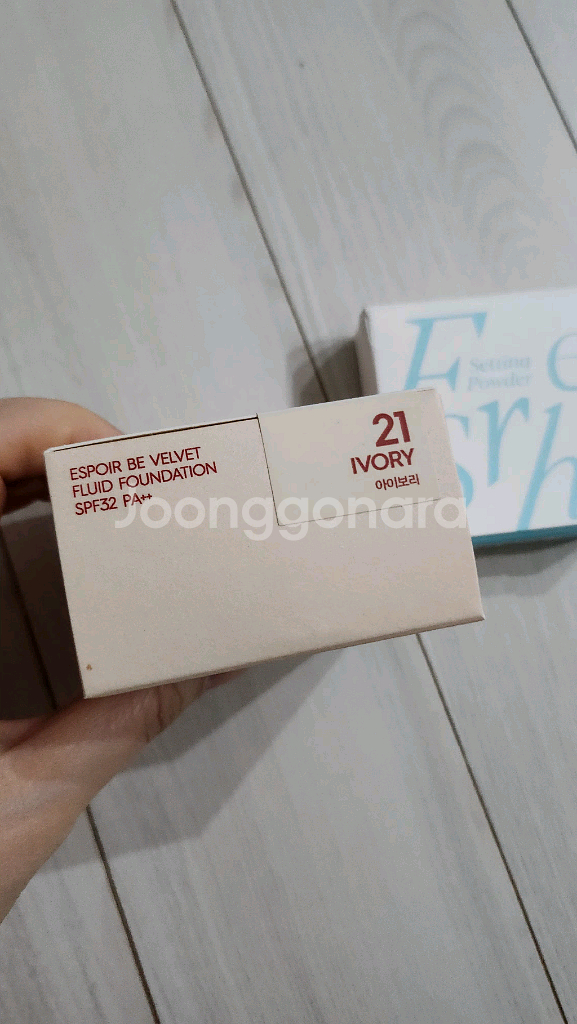 ESPOIR BE VELVET
FLUID FOUNDATION
SPF32 PA++
21
IVORY
아이보리
Setting
Powder
Joonggonara